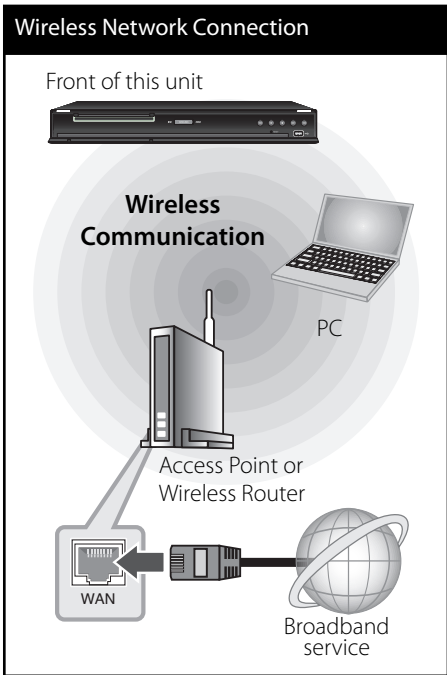 Wireless Network Connection
Front of this unit
Wireless
Communication
PC
Access Point or
Wireless Router
WAN
Broadband
service